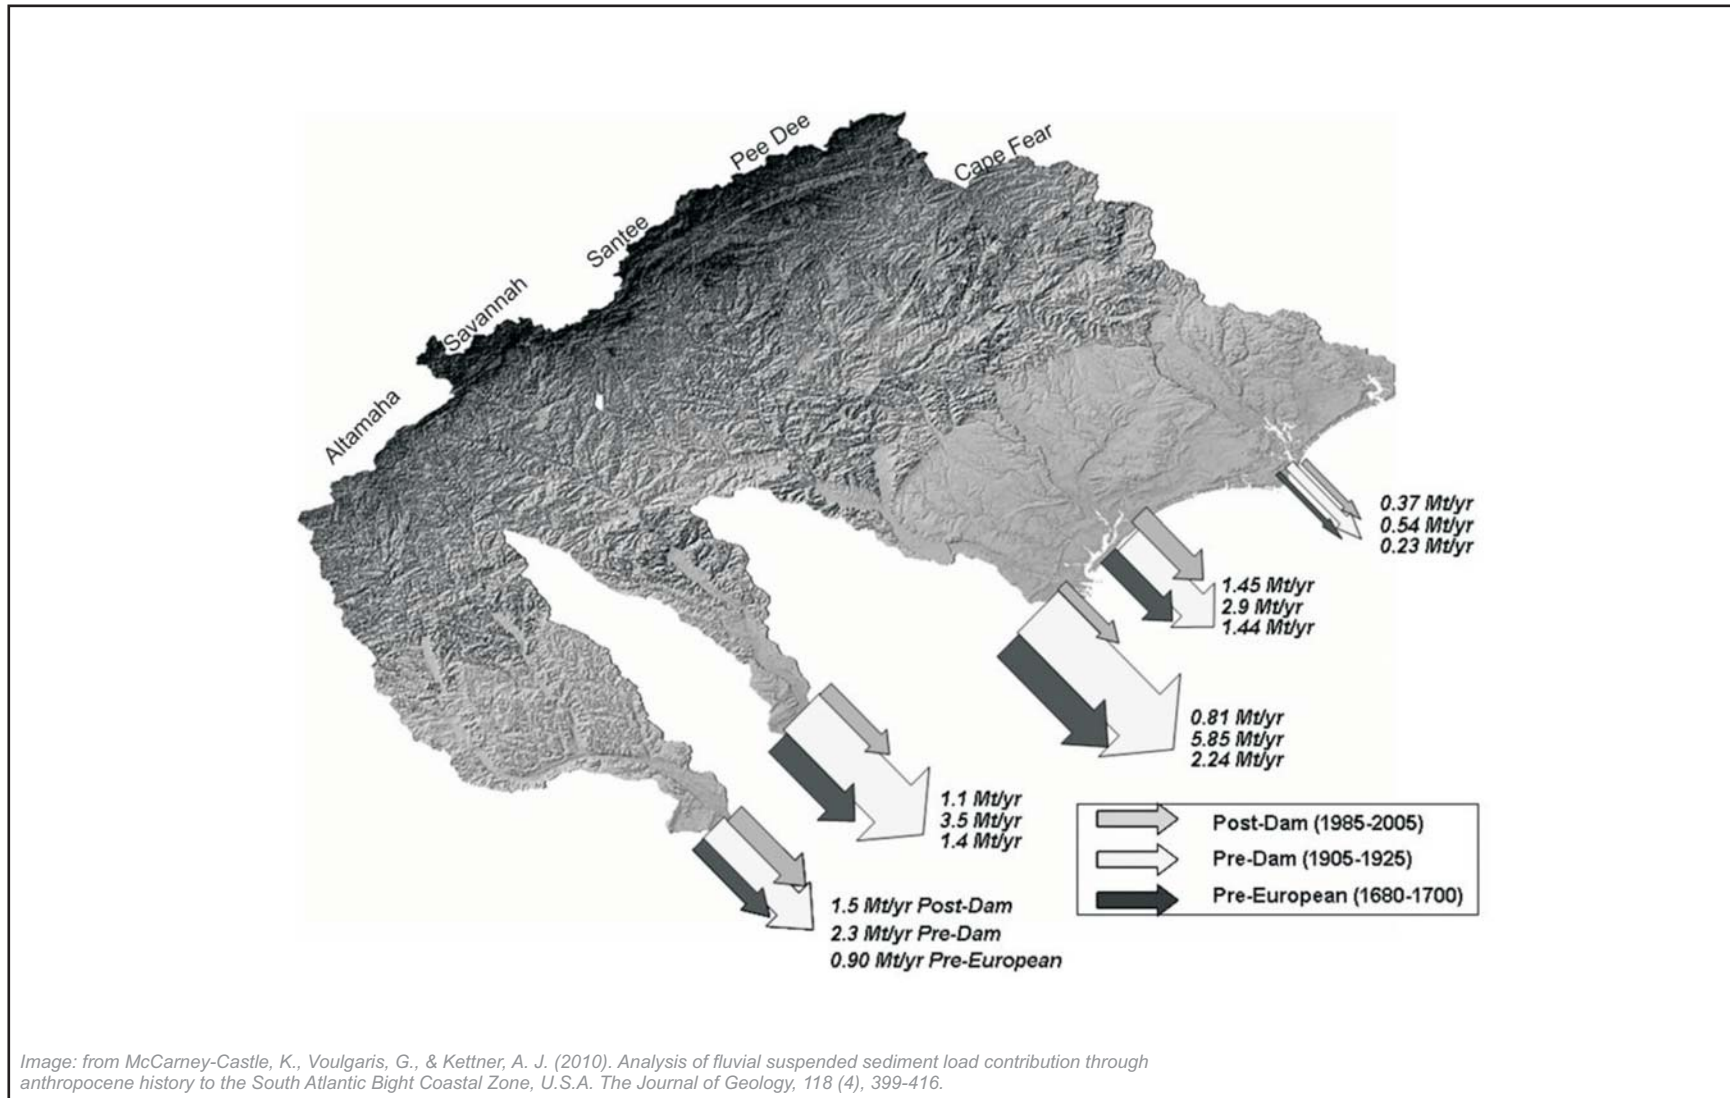 Pee Dee
Cape Fear
Santee
Savannah
Altamaha
0.37 Mt/yr
0.54 Mt/yr
0.23 Mt/yr
1.45 Mt/yr
2.9 Mt/yr
1.44 Mt/yr
0.81 Mt/yr
5.85 Mt/yr
2.24 Mt/yr
1.1 Mt/yr
3.5 Mt/yr
1.4 Mt/yr
1.5 Mt/yr Post-Dam
2.3 Mt/yr Pre-Dam
0.90 Mt/yr Pre-European
Post-Dam (1985-2005)
Pre-Dam (1905-1925)
Pre-European (1680-1700)
Image: from McCarney-Castle, K., Voulgaris, G., & Kettner, A. J. (2010). Analysis of fluvial suspended sediment load contribution through
anthropocene history to the South Atlantic Bight Coastal Zone, U.S.A. The Journal of Geology, 118 (4), 399-416.